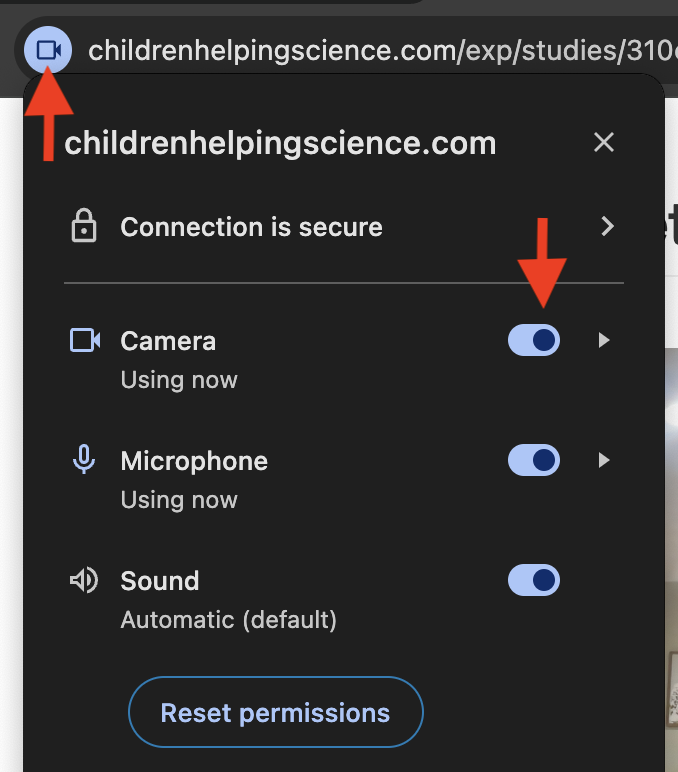 childrenhelpingscience.com/exp/studies/310
childrenhelpingscience.com
Connection is secure
Camera
Using now
Microphone
Using now
Sound
Automatic (default)
Reset permissions